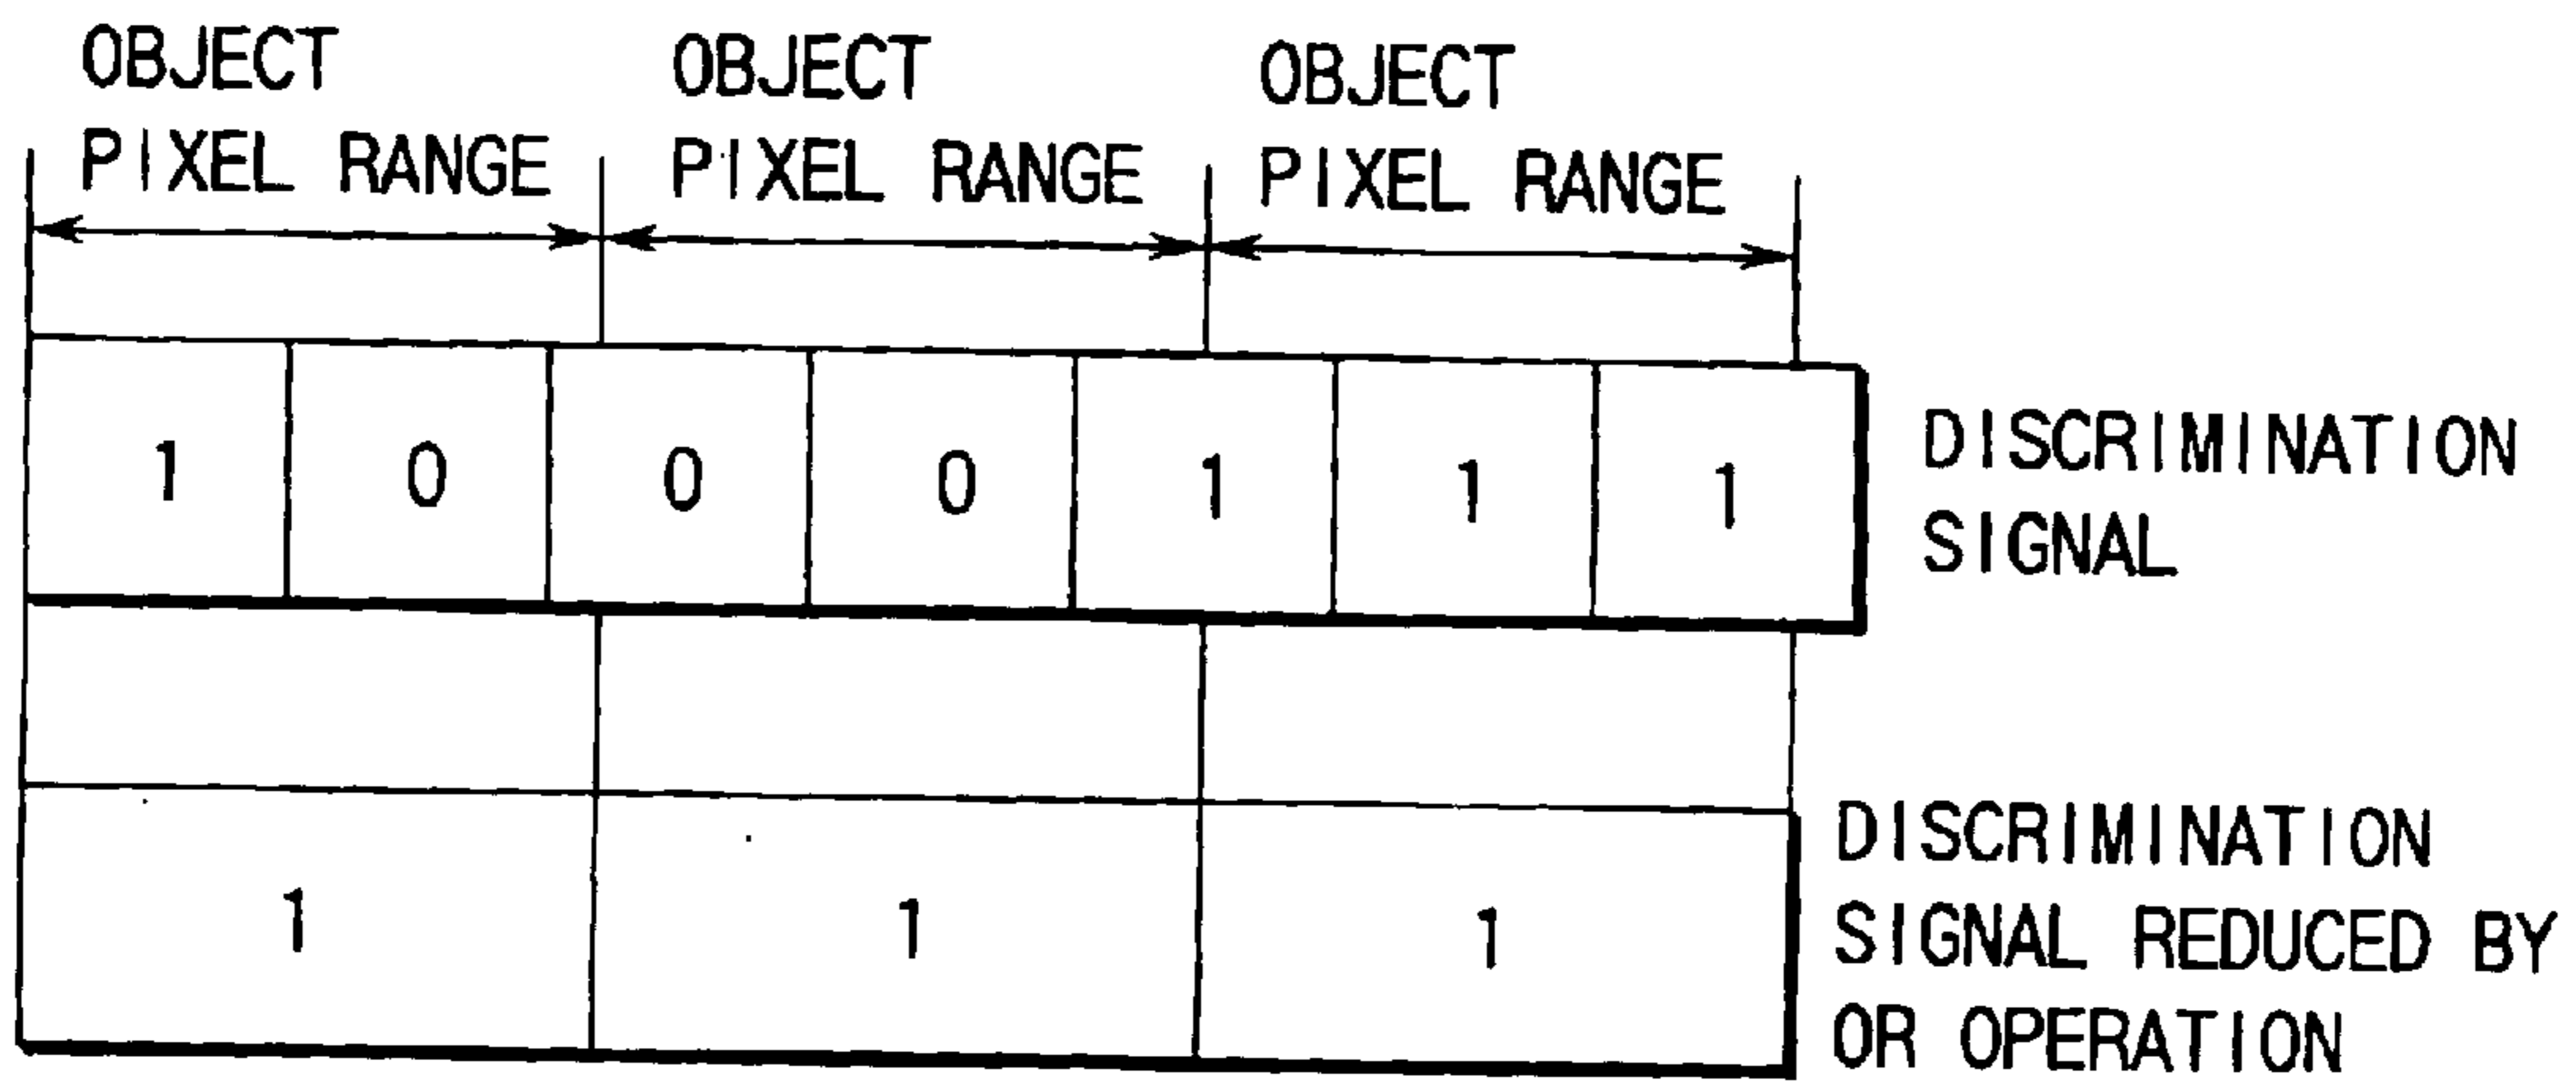 OBJECT
PIXEL RANGE
OBJECT
PIXEL RANGE
OBJECT
PIXEL RANGE
1 0 0 0 1 1 1
DISCRIMINATION
SIGNAL
1 1 1
DISCRIMINATION
SIGNAL REDUCED BY
OR OPERATION